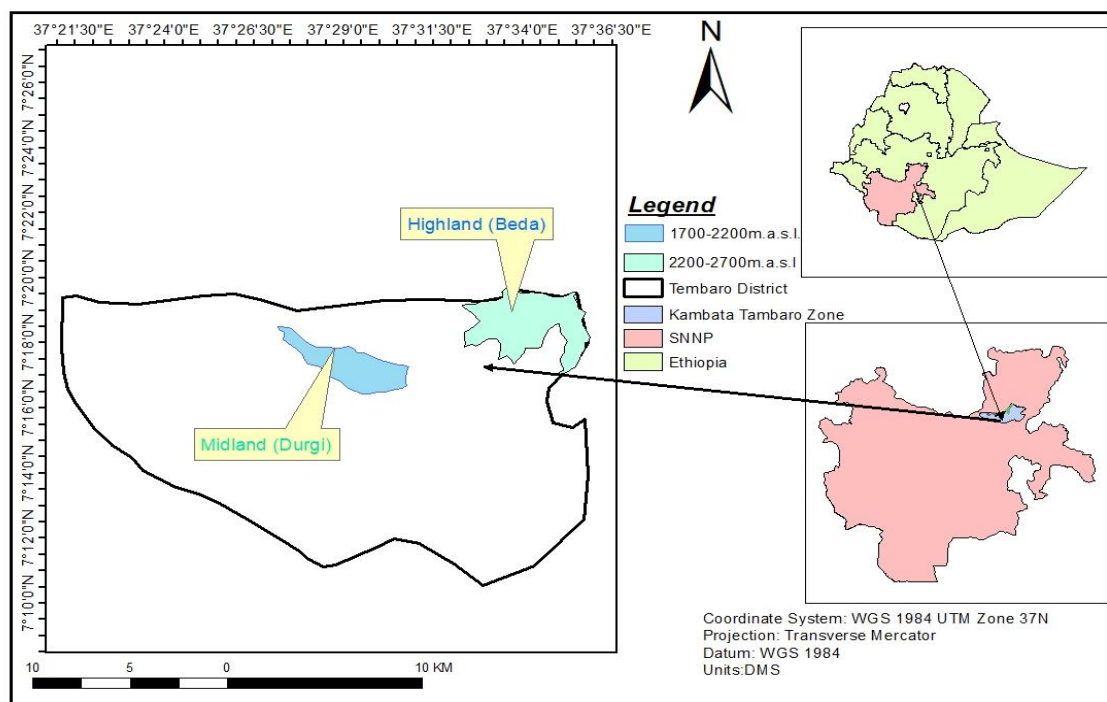 37°21'30"E 37°24'0"E 37°26'30"E 37°29'0"E 37°31'30"E 37°34'0"E 37°36'30"E
N
7°26'0"N
7°24'0"N
7°22'0"N
7°20'0"N
7°18'0"N
7°16'0"N
7°14'0"N
7°12'0"N
7°10'0"N
Highland (Beda)
Midland (Durgi)
Legend
1700-2200m.a.s.l.
2200-2700m.a.s.l
Tembaro District
Kambata Tambaro Zone
SNNP
Ethiopia
10 5 0 10 KM
Coordinate System: WGS 1984 UTM Zone 37N
Projection: Transverse Mercator
Datum: WGS 1984
Units:DMS